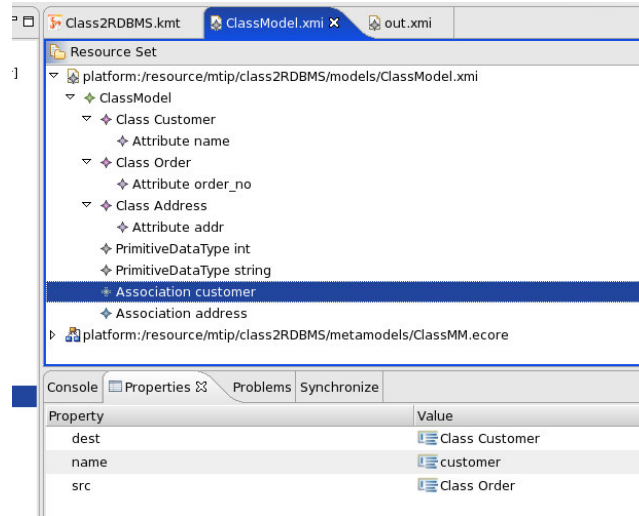 Class2RDBMS.kmt ClassModel.xmi out.xmi
Resource Set
platform:/resource/mtip/class2RDBMS/models/ClassModel.xmi
ClassModel
Class Customer
Attribute name
Class Order
Attribute order_no
Class Address
Attribute addr
PrimitiveDataType int
PrimitiveDataType string
Association customer
Association address
platform:/resource/mtip/class2RDBMS/metamodels/ClassMM.ecore
Console Properties Problems Synchronize
Property Value
dest Class Customer
name customer
src Class Order